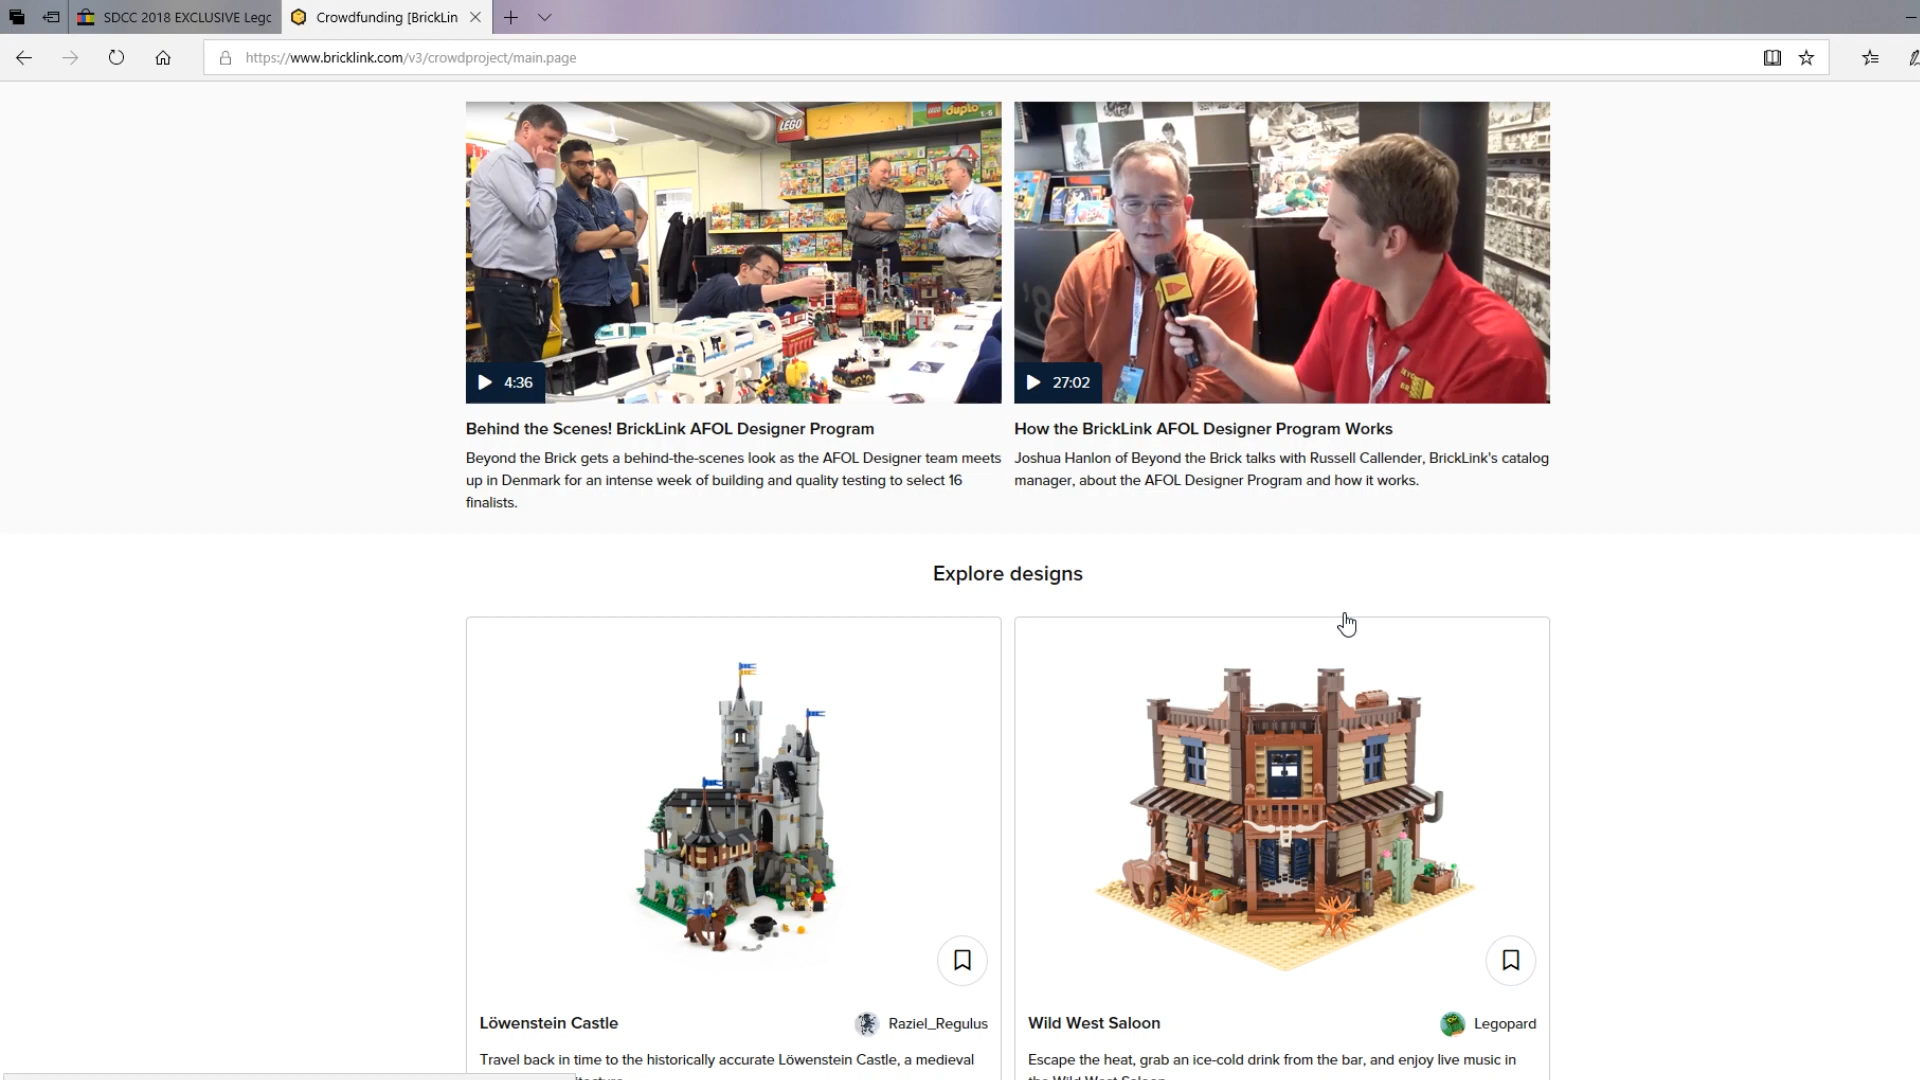 SDCC 2018 EXCLUSIVE Lego
Crowdfunding [BrickLin
https://www.bricklink.com/v3/crowdproject/main.page
LEGO
LEGO duplo
4:36
27:02
Behind the Scenes! BrickLink AFOL Designer Program
How the BrickLink AFOL Designer Program Works
Beyond the Brick gets a behind-the-scenes look as the AFOL Designer team meets
up in Denmark for an intense week of building and quality testing to select 16
finalists.
Joshua Hanlon of Beyond the Brick talks with Russell Callender, BrickLink's catalog
manager, about the AFOL Designer Program and how it works.
Explore designs
Löwenstein Castle
Raziel_Regulus
Wild West Saloon
Legopard
Travel back in time to the historically accurate Löwenstein Castle, a medieval
Escape the heat, grab an ice-cold drink from the bar, and enjoy live music in
the Wild West Saloon